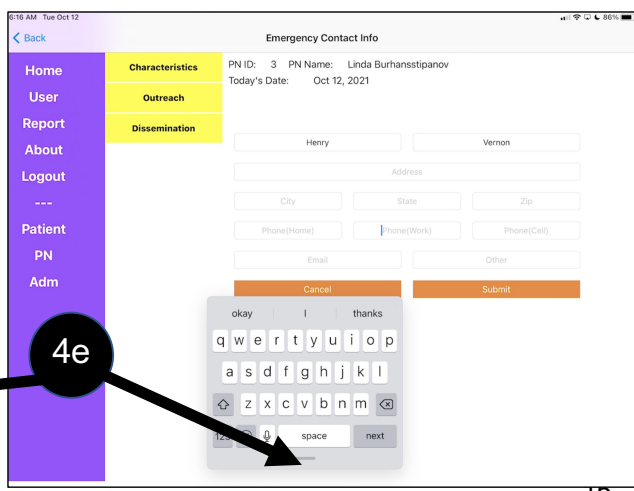 6:16 AM Tue Oct 12
86%
Back
Emergency Contact Info
Home
User
Report
About
Logout
---
Patient
PN
Adm
Characteristics
Outreach
Dissemination
PN ID: 3 PN Name: Linda Burhansstipanov
Today's Date: Oct 12, 2021
Henry Vernon
Address
City State Zip
Phone(Home) Phone(Work) Phone(Cell)
Email Other
Cancel Submit
okay I thanks
q w e r t y u i o p
a s d f g h j k l
z x c v b n m
space next
4e